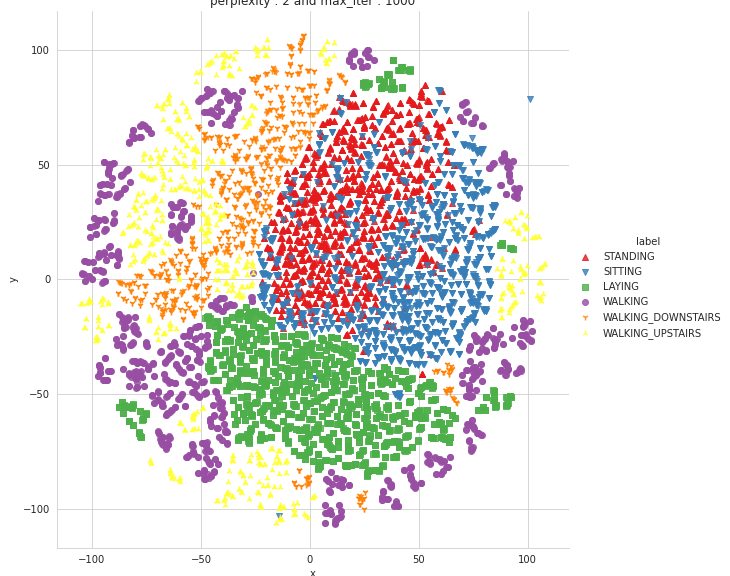 perplexity : 2 and max_iter : 1000
100
50
0
−50
−100
y
−100
−50
0
50
100
x
label
STANDING
SITTING
LAYING
WALKING
WALKING_DOWNSTAIRS
WALKING_UPSTAIRS